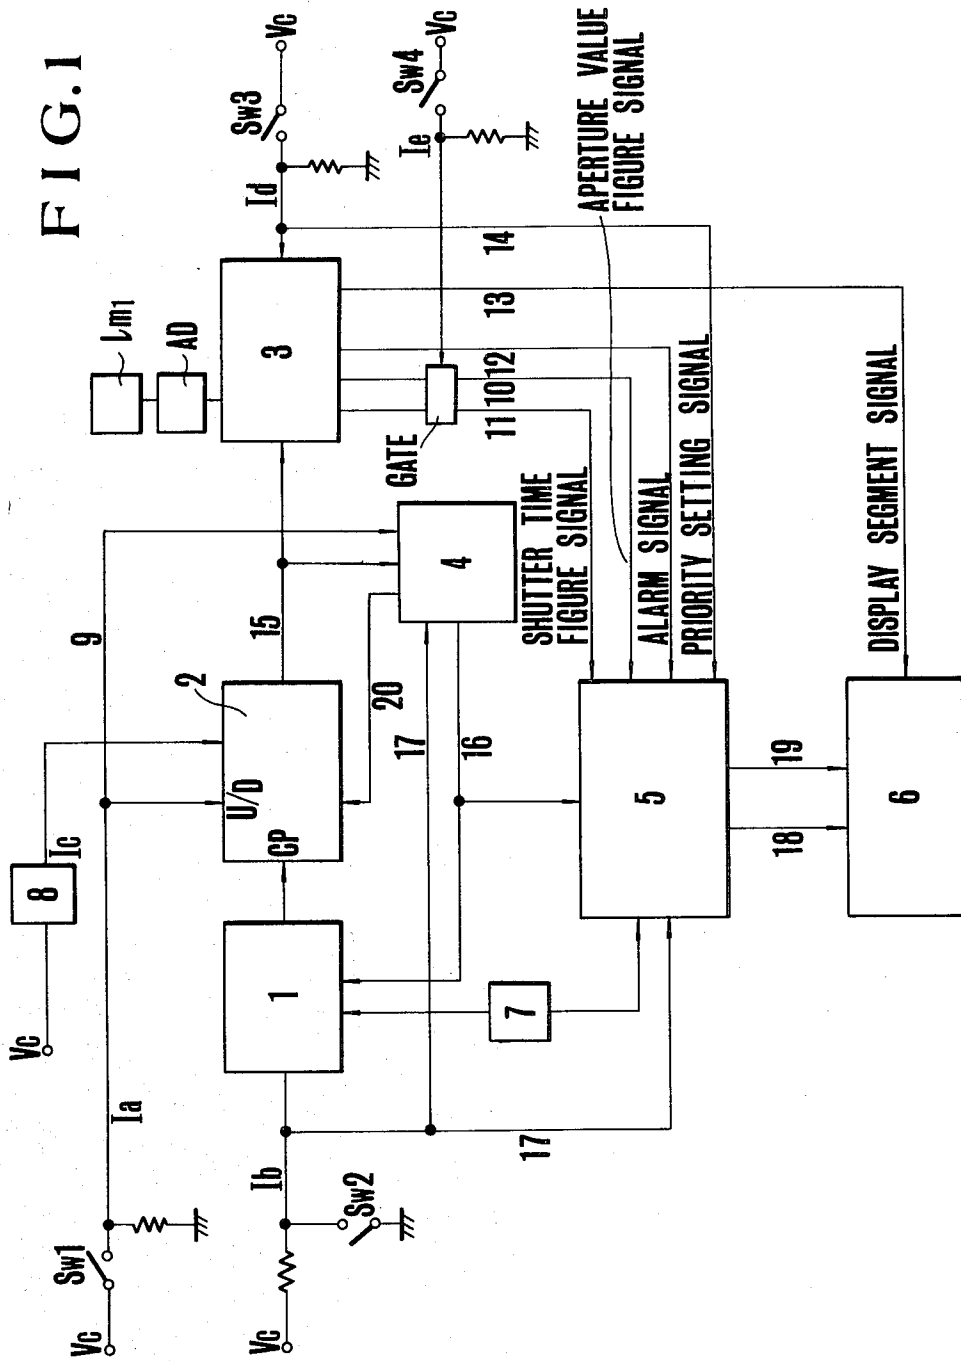 FIG.1
Vc
Sw1
Ia
9
Vc
8
Ic
Vc
Ib
Sw2
17
1
CP
U/D
2
15
20
17
16
7
4
3
AD
lm1
Id
Sw3
Vc
Ie
Sw4
Vc
GATE
11
10
12
13
14
SHUTTER TIME
FIGURE SIGNAL
APERTURE VALUE
FIGURE SIGNAL
ALARM SIGNAL
PRIORITY SETTING SIGNAL
DISPLAY SEGMENT SIGNAL
5
18
19
6